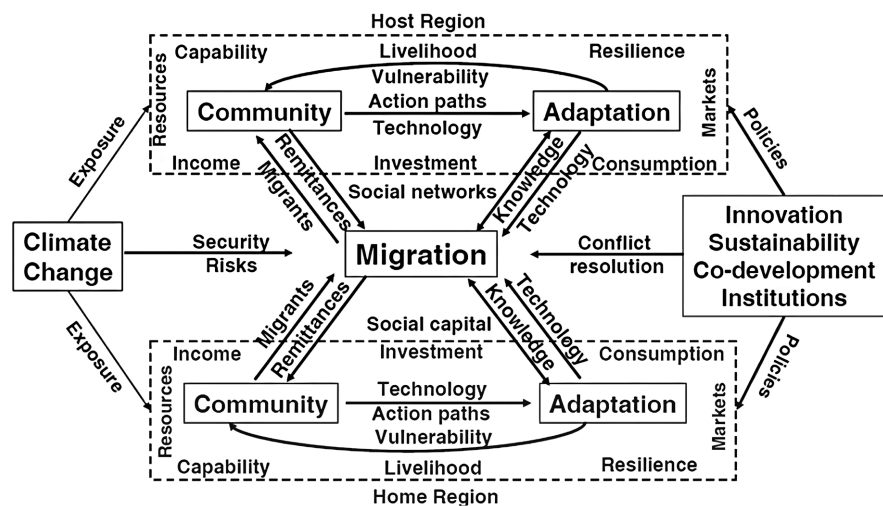 Host Region
Capability
Livelihood
Resilience
Resources
Vulnerability
Markets
Community
Action paths
Adaptation
Technology
Income
Investment
Consumption
Exposure
Remittances
Migrants
Social networks
Knowledge
Technology
Policies
Climate
Change
Security
Risks
Migration
Conflict
resolution
Innovation
Sustainability
Co-development
Institutions
Exposure
Migrants
Remittances
Social capital
Knowledge
Technology
Policies
Income
Investment
Consumption
Resources
Community
Technology
Action paths
Adaptation
Markets
Vulnerability
Capability
Livelihood
Resilience
Home Region